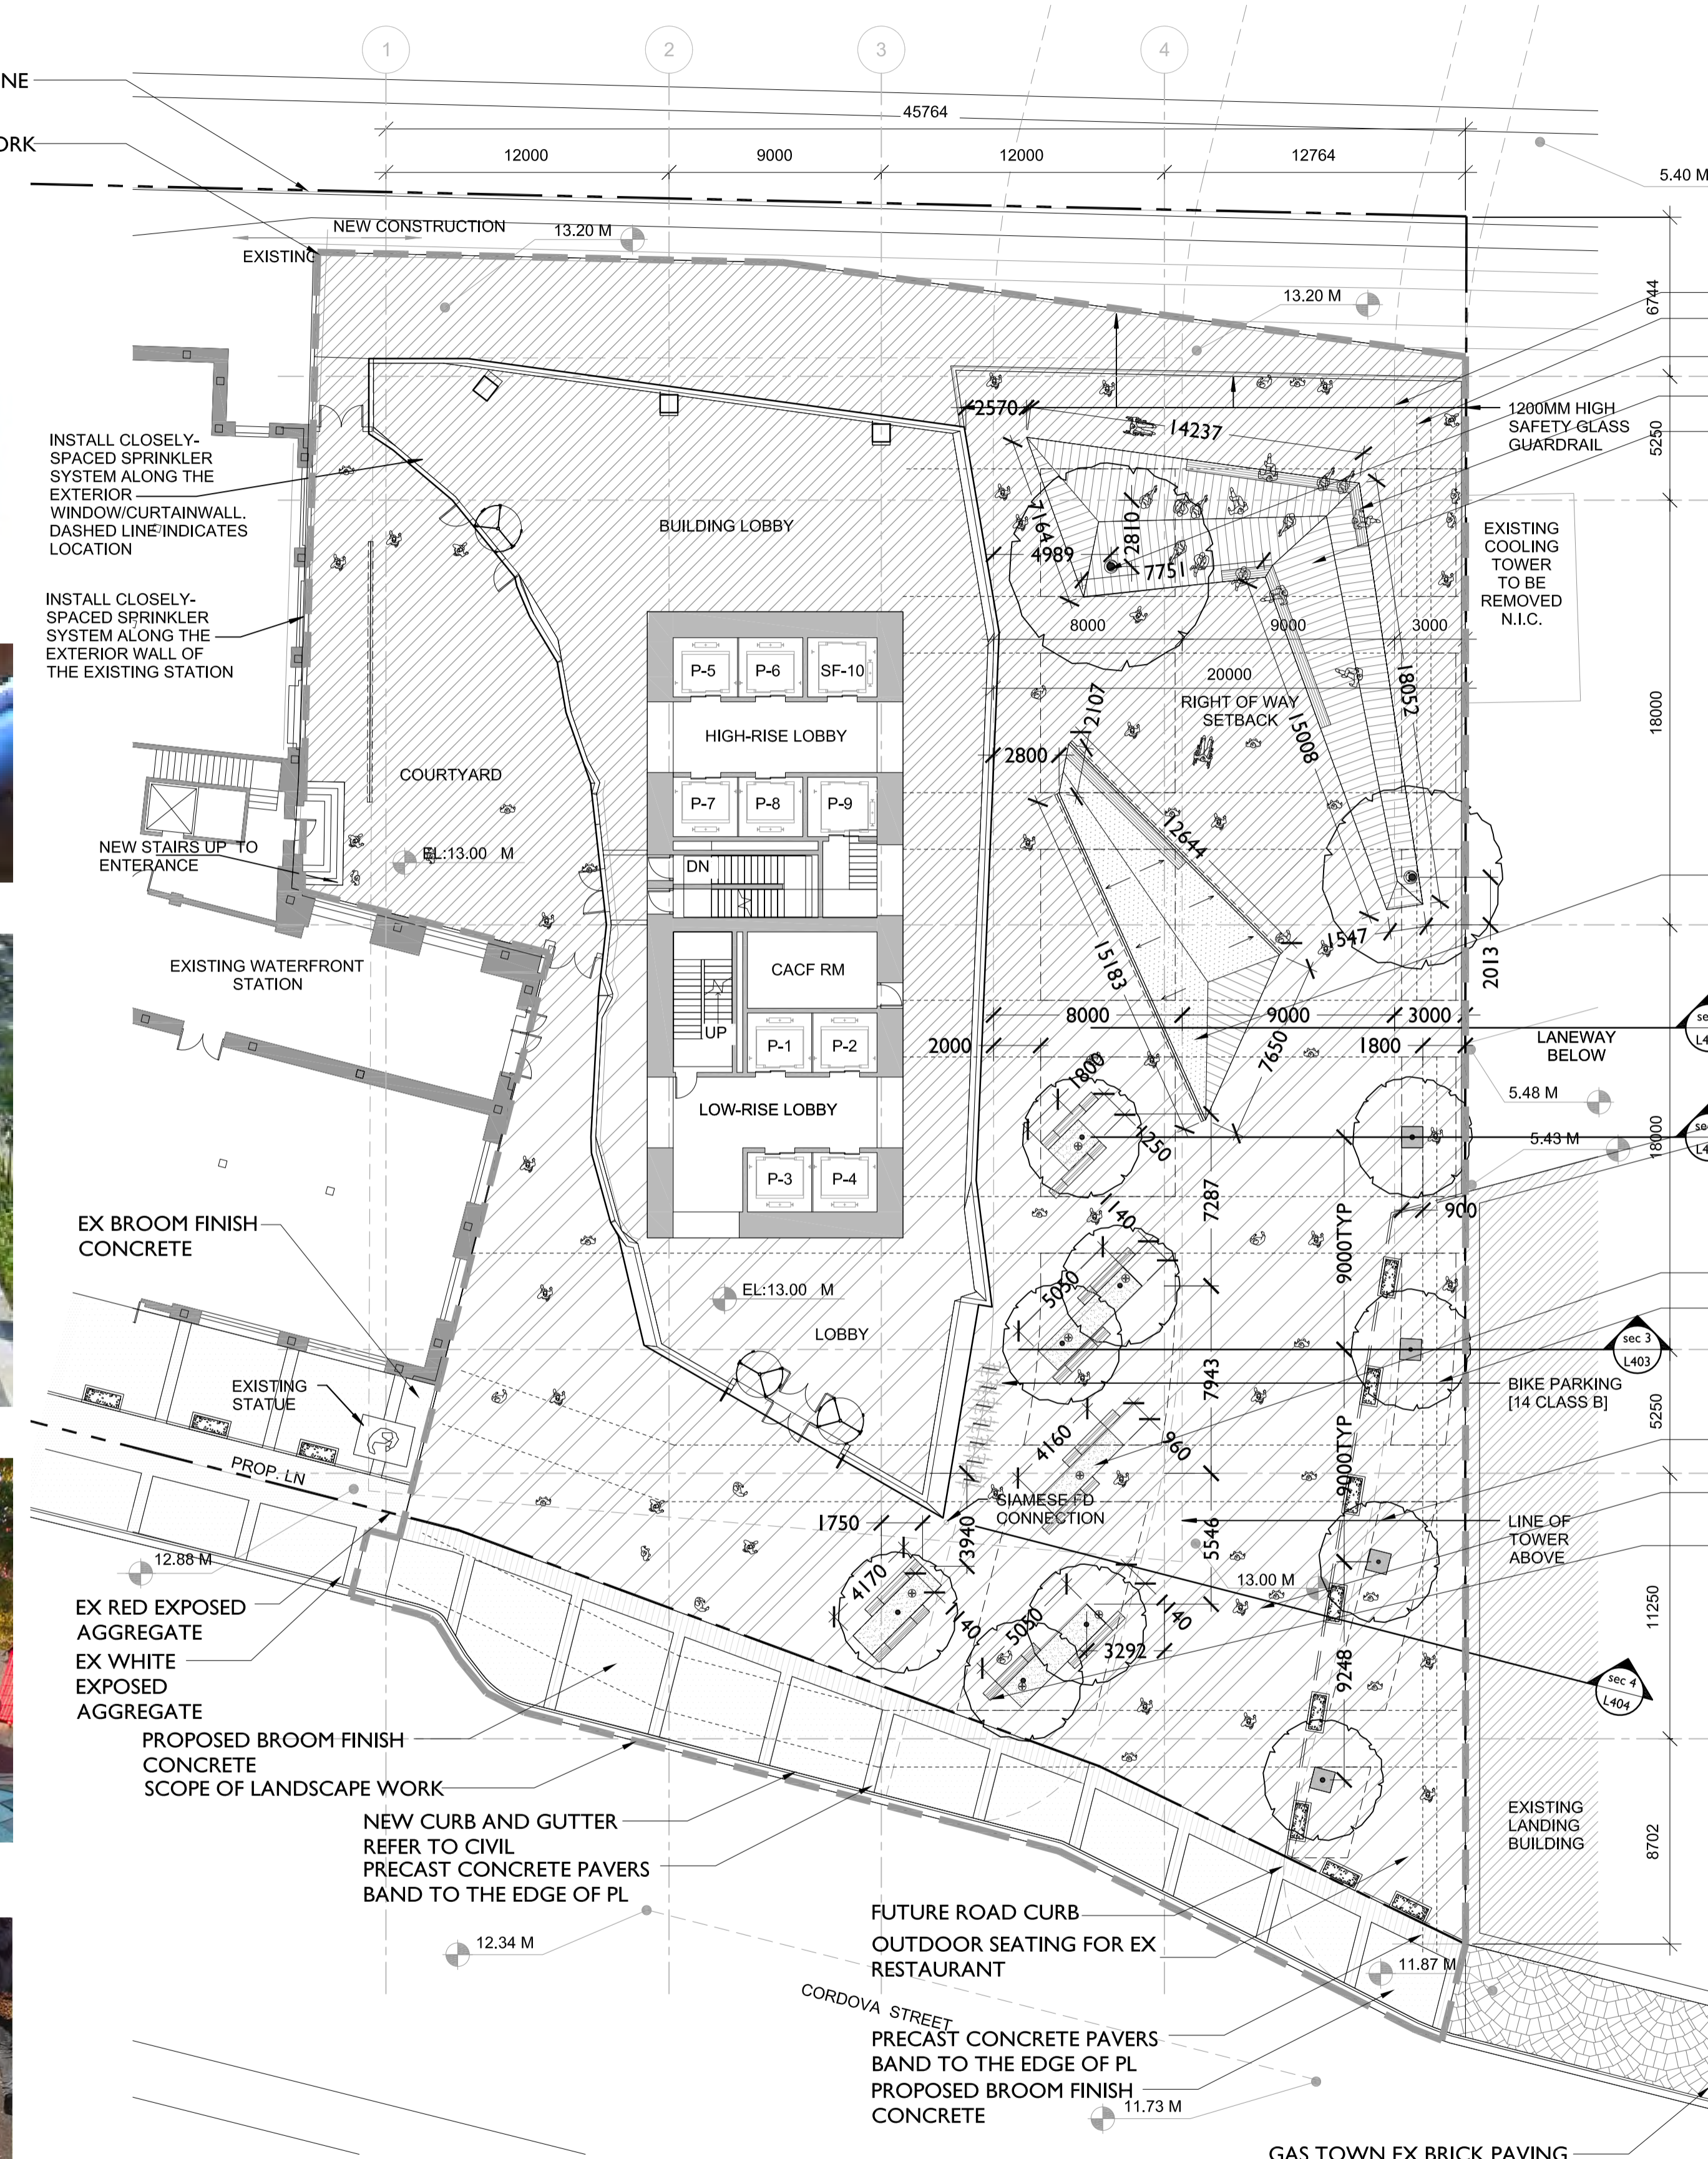 1
2
3
4
NE
ORK
45764
12000
9000
12000
12764
5.40 M
NEW CONSTRUCTION
13.20 M
EXISTING
13.20 M
6744
2570
14237
1200MM HIGH
SAFETY GLASS
GUARDRAIL
5250
INSTALL CLOSELY-
SPACED SPRINKLER
SYSTEM ALONG THE
EXTERIOR
WINDOW/CURTAINWALL.
DASHED LINE INDICATES
LOCATION
BUILDING LOBBY
7164
2810
4989
7751
EXISTING
COOLING
TOWER
TO BE
REMOVED
N.I.C.
INSTALL CLOSELY-
SPACED SPRINKLER
SYSTEM ALONG THE
EXTERIOR WALL OF
THE EXISTING STATION
8000
9000
3000
P-5
P-6
SF-10
20000
RIGHT OF WAY
SETBACK
2107
18052
15008
18000
HIGH-RISE LOBBY
2800
COURTYARD
P-7
P-8
P-9
12644
NEW STAIRS UP TO
ENTERANCE
EL:13.00 M
DN
1547
2013
EXISTING WATERFRONT
STATION
CACF RM
15183
UP
8000
9000
3000
sec
L4
LANEWAY
BELOW
P-1
P-2
2000
7650
1800
1800
5.48 M
LOW-RISE LOBBY
1250
5.43 M
18000
sec
L4
P-3
P-4
7287
1140
900
EX BROOM FINISH
CONCRETE
9000TYP
5050
EL:13.00 M
LOBBY
sec 3
L403
EXISTING
STATUE
7943
BIKE PARKING
[14 CLASS B]
5250
4160
960
9000TYP
PROP. LN
SIAMESE FD
CONNECTION
1750
3940
5546
LINE OF
TOWER
ABOVE
12.88 M
4170
13.00 M
11250
EX RED EXPOSED
AGGREGATE
1140
5050
1140
3292
9248
EX WHITE
EXPOSED
AGGREGATE
sec 4
L404
PROPOSED BROOM FINISH
CONCRETE
SCOPE OF LANDSCAPE WORK
NEW CURB AND GUTTER
REFER TO CIVIL
PRECAST CONCRETE PAVERS
BAND TO THE EDGE OF PL
EXISTING
LANDING
BUILDING
8702
12.34 M
FUTURE ROAD CURB
OUTDOOR SEATING FOR EX
RESTAURANT
11.87 M
CORDOVA STREET
PRECAST CONCRETE PAVERS
BAND TO THE EDGE OF PL
PROPOSED BROOM FINISH
CONCRETE
11.73 M
GAS TOWN EX BRICK PAVING